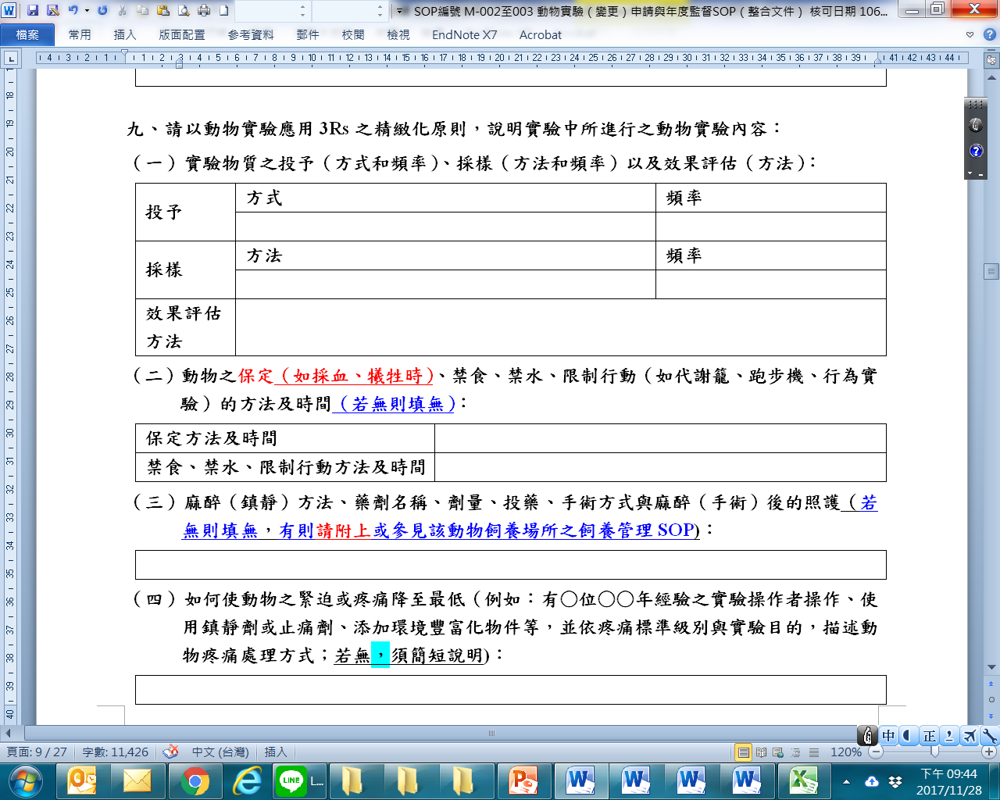 SOP編號 M-002至003 動物實驗（變更）申請與年度監督SOP（整合文件） 核可日期 106...
檔案 常用 插入 版面配置 參考資料 郵件 校閱 檢視 EndNote X7 Acrobat
九、請以動物實驗應用 3Rs 之精緻化原則，說明實驗中所進行之動物實驗內容：
（一）實驗物質之投予（方式和頻率）、採樣（方法和頻率）以及效果評估（方法）：
投予 方式 頻率
採樣 方法 頻率
效果評估
方法
（二）動物之保定（如採血、犧牲時）、禁食、禁水、限制行動（如代謝籠、跑步機、行為實
驗）的方法及時間（若無則填無）：
保定方法及時間
禁食、禁水、限制行動方法及時間
（三）麻醉（鎮靜）方法、藥劑名稱、劑量、投藥、手術方式與麻醉（手術）後的照護（若
無則填無，有則請附上或參見該動物飼養場所之飼養管理 SOP)：
（四）如何使動物之緊迫或疼痛降至最低（例如：有○位○○年經驗之實驗操作者操作、使
用鎮靜劑或止痛劑、添加環境豐富化物件等，並依疼痛標準級別與實驗目的，描述動
物疼痛處理方式；若無，須簡短說明)：
中 正
頁面: 9 / 27 字數: 11,426 中文 (台灣) 插入 120%
LINE L...
下午 09:44
2017/11/28